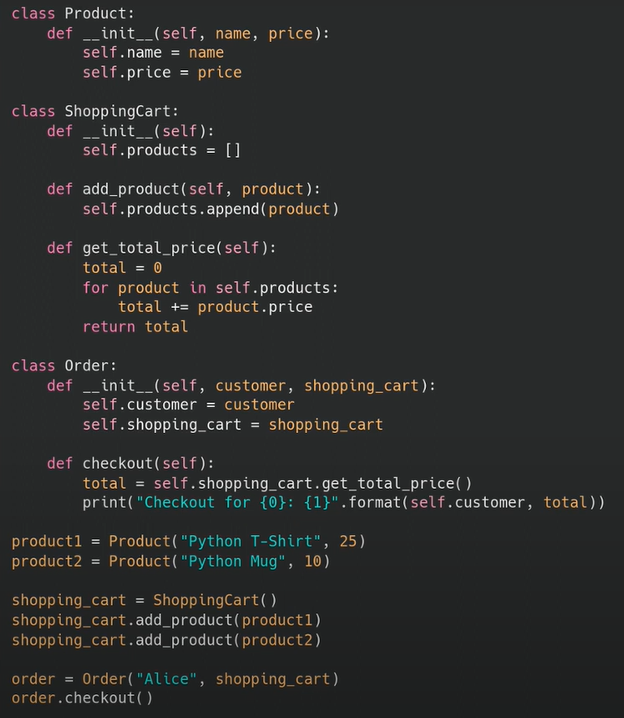 class Product:
    def __init__(self, name, price):
        self.name = name
        self.price = price

class ShoppingCart:
    def __init__(self):
        self.products = []

    def add_product(self, product):
        self.products.append(product)

    def get_total_price(self):
        total = 0
        for product in self.products:
            total += product.price
        return total

class Order:
    def __init__(self, customer, shopping_cart):
        self.customer = customer
        self.shopping_cart = shopping_cart

    def checkout(self):
        total = self.shopping_cart.get_total_price()
        print("Checkout for {0}: {1}".format(self.customer, total))

product1 = Product("Python T-Shirt", 25)
product2 = Product("Python Mug", 10)

shopping_cart = ShoppingCart()
shopping_cart.add_product(product1)
shopping_cart.add_product(product2)

order = Order("Alice", shopping_cart)
order.checkout()